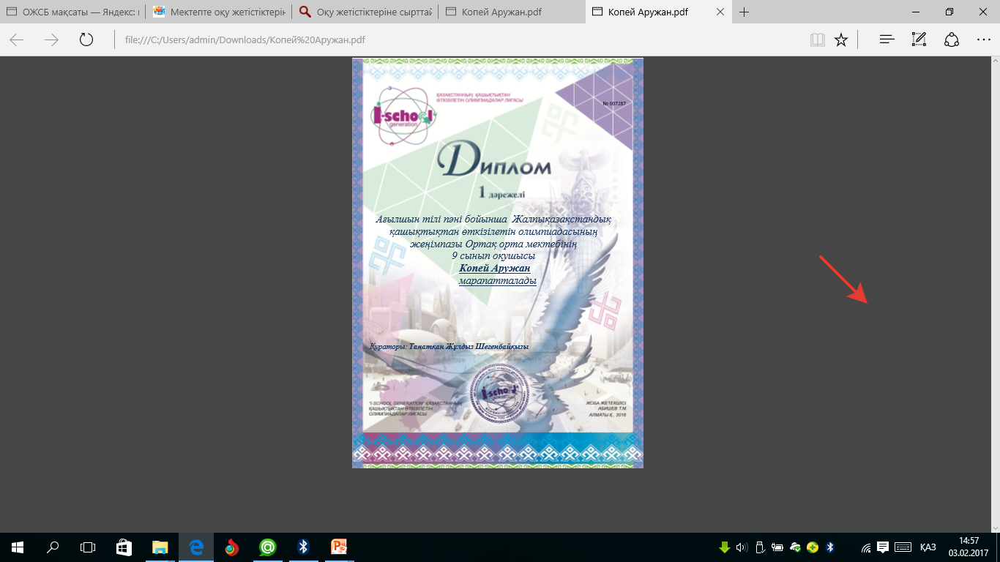 ОЖСБ мақсаты — Яндекс:
Мектепте оқу жетістіктерін
Оқу жетістіктеріне сырттай
Копей Аружан.pdf
Копей Аружан.pdf
file:///C:/Users/admin/Downloads/Копей%20Аружан.pdf
ҚАЗАҚСТАННЫҢ ҚАШЫҚТЫҚТАН
ӨТКІЗІЛЕТІН ОЛИМПИАДАЛАР ЛИГАСЫ
№ 007287
i-school
generation
Диплом
1 дәрежелі
Ағылшын тілі пәні бойынша Жалпықазақстандық
қашықтықтан өткізілетін олимпиадасының
жеңімпазы Ортақ орта мектебінің
9 сынып оқушысы
Копей Аружан
марапатталады
Кураторы: Таңатқан Жұлдыз Шегенбайқызы
i-school
"I-SCHOOL GENERATION" ҚАЗАҚСТАННЫҢ
ҚАШЫҚТЫҚТАН ӨТКІЗІЛЕТІН
ОЛИМПИАДАЛАР ЛИГАСЫ
ЖОБА ЖЕТЕКШІСІ
АБИШЕВ Т.М.
АЛМАТЫ Қ., 2016
ҚАЗ
14:57
03.02.2017